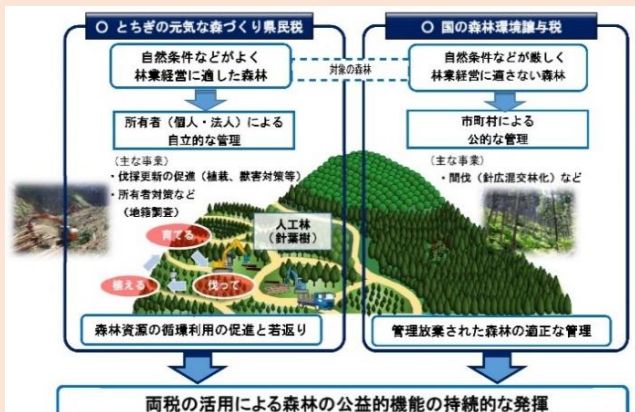 ○ とちぎの元気な森づくり県民税
自然条件などがよく
林業経営に適した森林
所有者（個人・法人）による
自立的な管理
（主な事業）
・伐採更新の促進（植栽、獣害対策等）
・所有者対策など
（地籍調査）
育てる
植える
伐って
人工林
（針葉樹）
森林資源の循環利用の促進と若返り
対象の森林
○ 国の森林環境譲与税
自然条件などが厳しく
林業経営に適さない森林
市町村による
公的な管理
（主な事業）
・間伐（針広混交林化）など
管理放棄された森林の適正な管理
両税の活用による森林の公益的機能の持続的な発揮